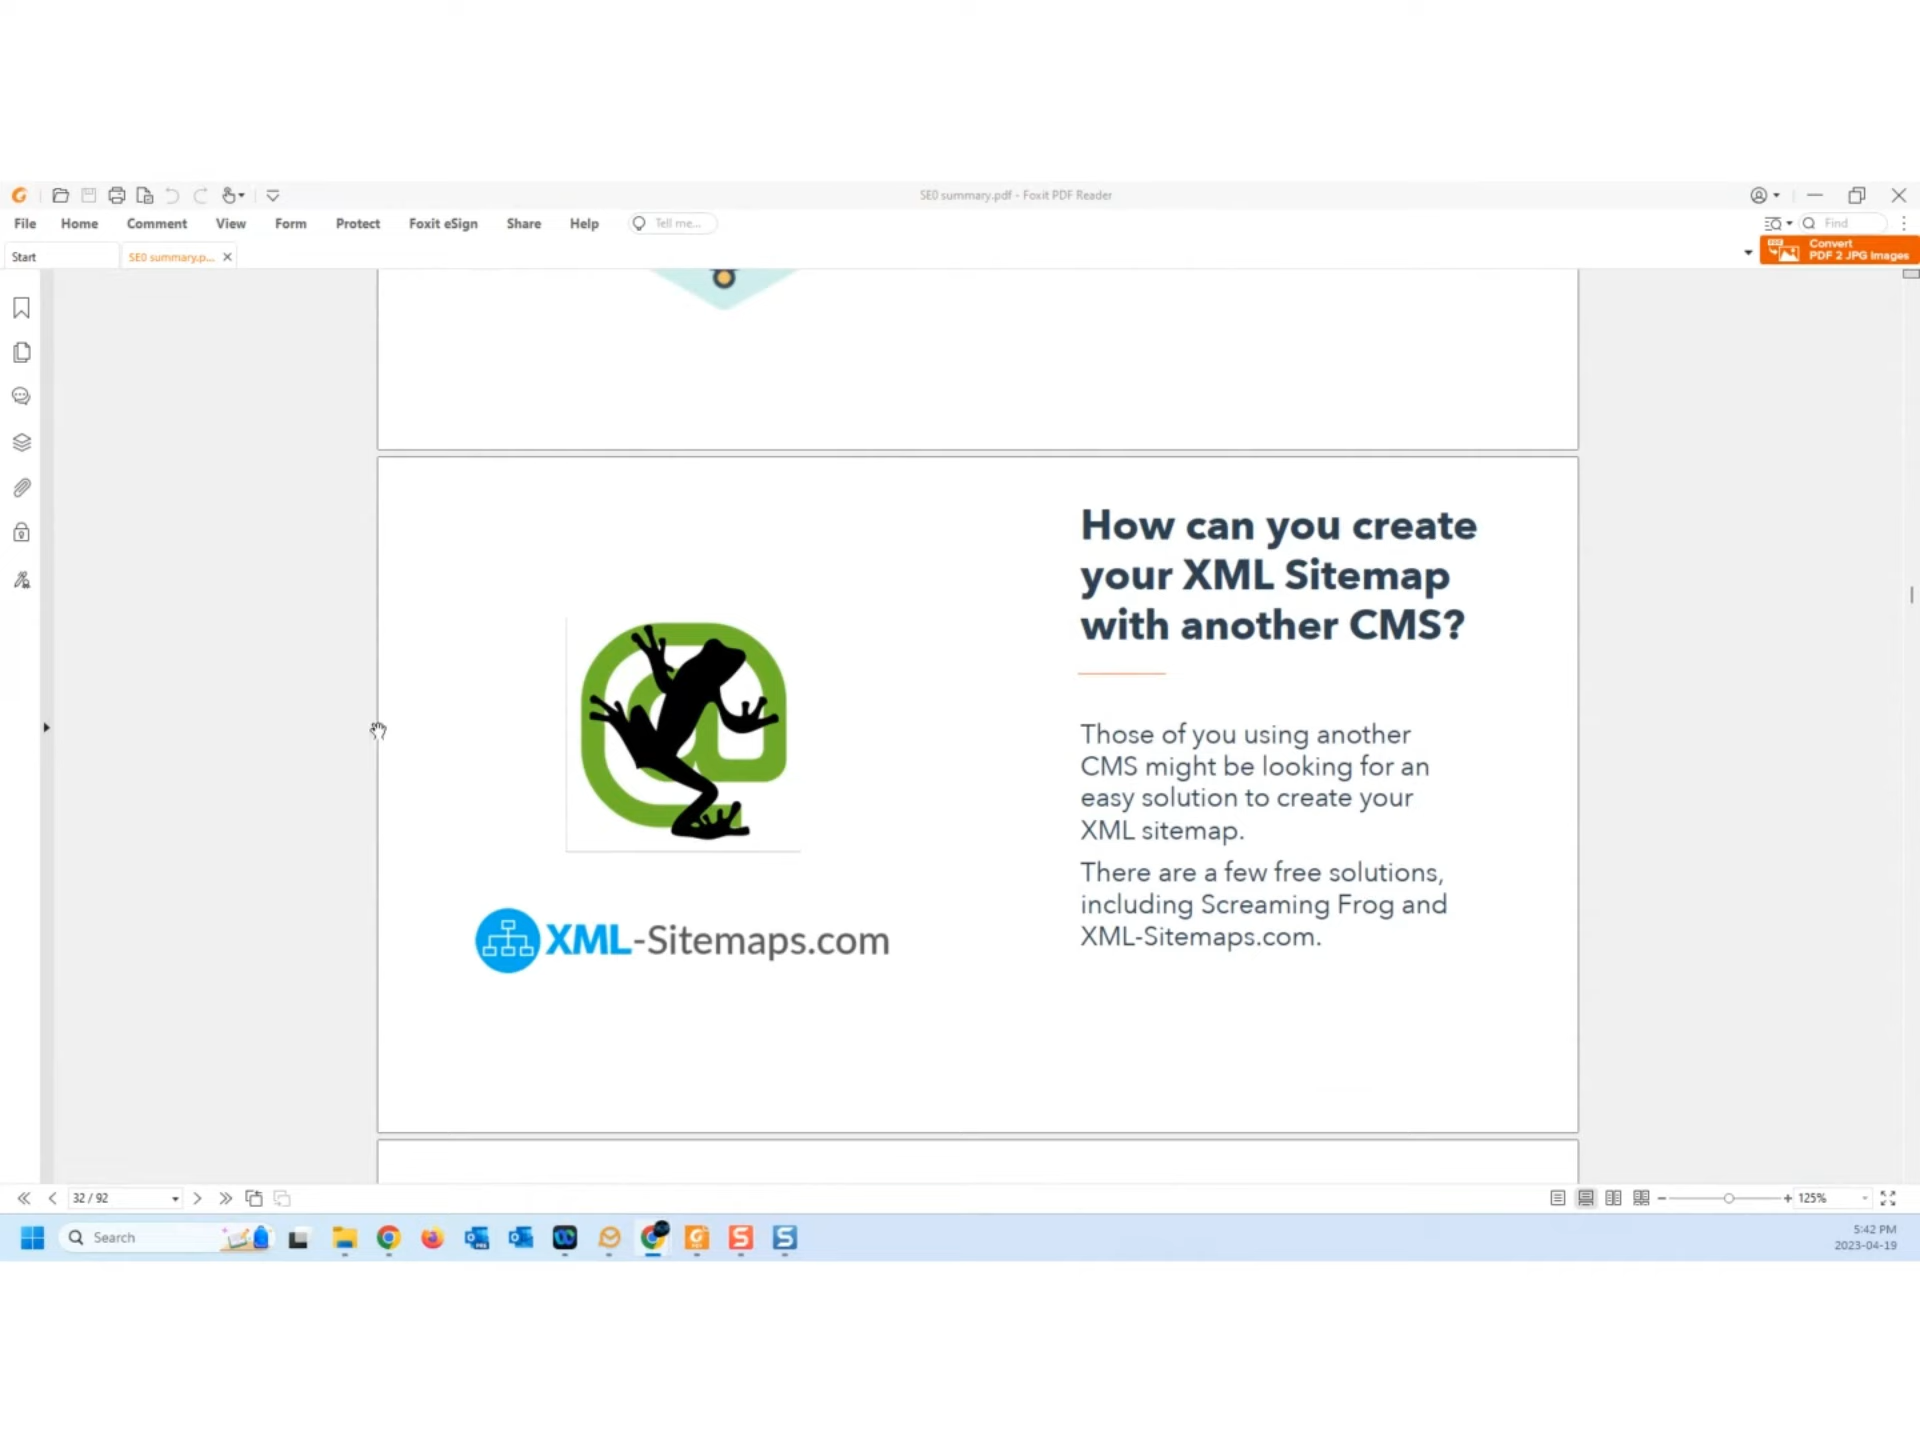 SEO summary.pdf - Foxit PDF Reader
File Home Comment View Form Protect Foxit eSign Share Help Tell me... Find
Start SEO summary.p... Convert
PDF 2 JPG Images
How can you create
your XML Sitemap
with another CMS?
Those of you using another
CMS might be looking for an
easy solution to create your
XML sitemap.
There are a few free solutions,
including Screaming Frog and
XML-Sitemaps.com.
XML-Sitemaps.com
32 / 92 125%
Search 5:42 PM
2023-04-19